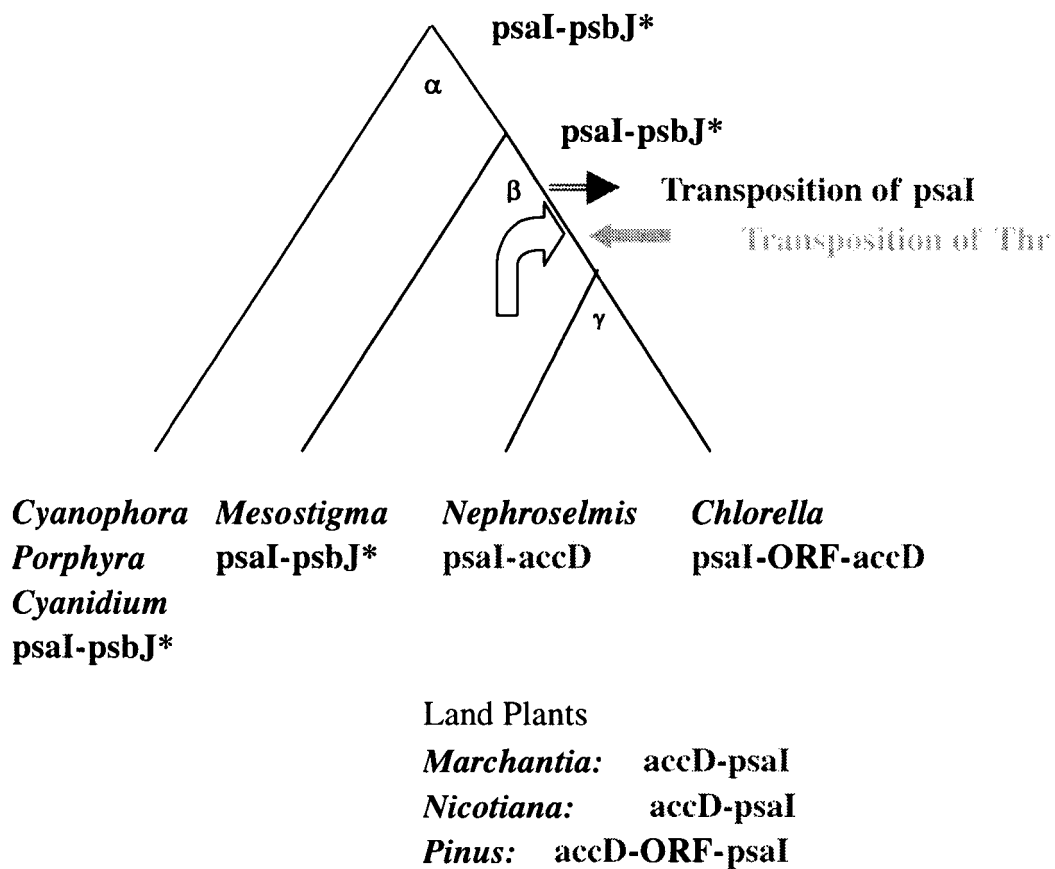 psaI-psbJ*
α
psaI-psbJ*
β
Transposition of psaI
Transposition of Thr
γ
Cyanophora Mesostigma Nephroselmis Chlorella
Porphyra psaI-psbJ* psaI-accD psaI-ORF-accD
Cyanidium
psaI-psbJ*
Land Plants
Marchantia: accD-psaI
Nicotiana: accD-psaI
Pinus: accD-ORF-psaI